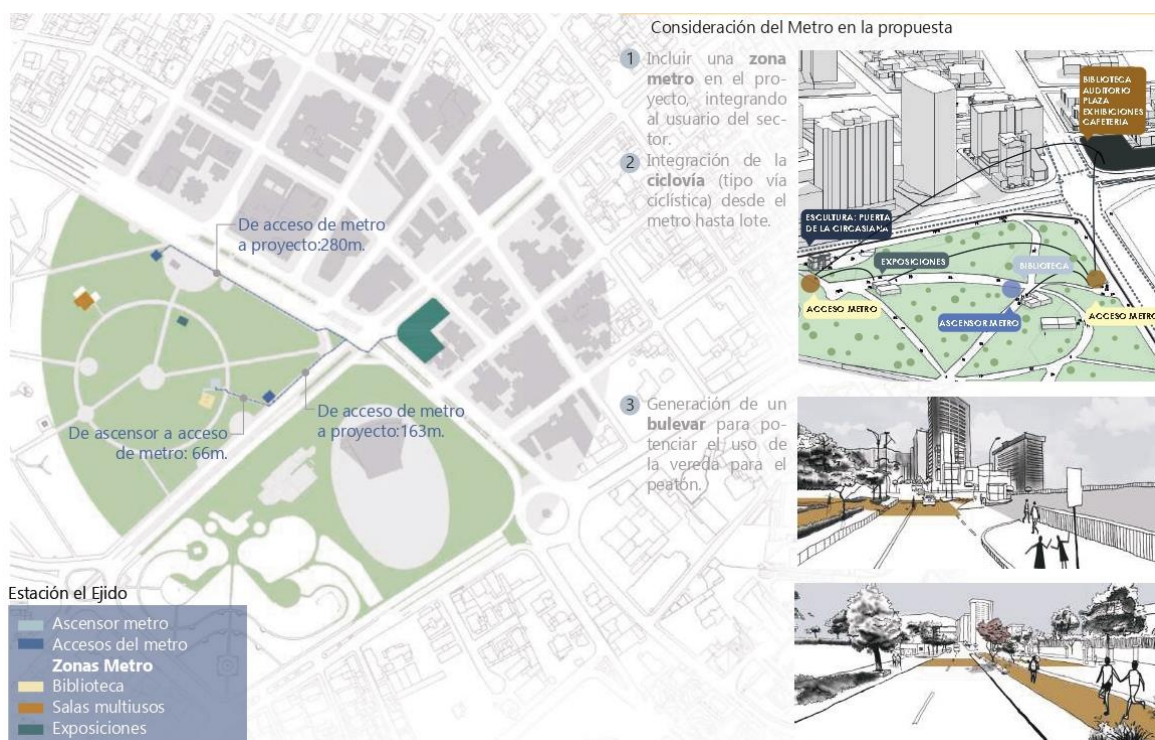 Consideración del Metro en la propuesta
1 Incluir una zona
metro en el pro-
yecto, integrando
al usuario del sec-
tor.
2 Integración de la
ciclovía (tipo vía
ciclística) desde el
metro hasta lote.
3 Generación de un
bulevar para po-
tenciar el uso de
la vereda para el
peatón.
De acceso de metro
a proyecto:280m.
De acceso de metro
a proyecto:163m.
De ascensor a acceso
de metro: 66m.
BIBLIOTECA
AUDITORIO
PLAZA
EXHIBICIONES
CAFETERIA
ESCULTURA: PUERTA
DE LA CIRCASIANA
EXPOSICIONES
BIBLIOTECA
ACCESO METRO
ASCENSOR METRO
ACCESO METRO
Estación el Ejido
Ascensor metro
Accesos del metro
Zonas Metro
Biblioteca
Salas multiusos
Exposiciones